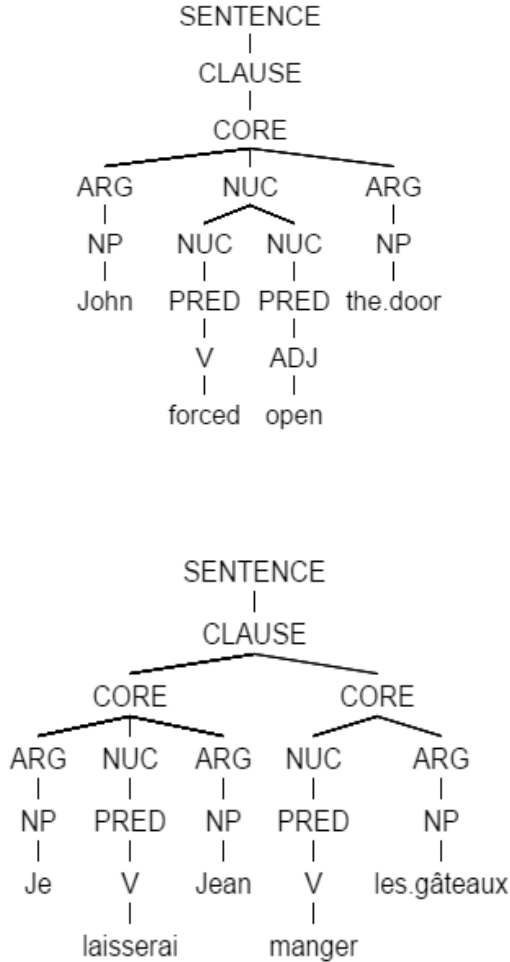 SENTENCE
CLAUSE
CORE
ARG NUC ARG
NP NUC NUC NP
John PRED PRED the.door
V ADJ
forced open
SENTENCE
CLAUSE
CORE CORE
ARG NUC ARG NUC ARG
NP PRED NP PRED NP
Je V Jean V les.gâteaux
laisserai manger